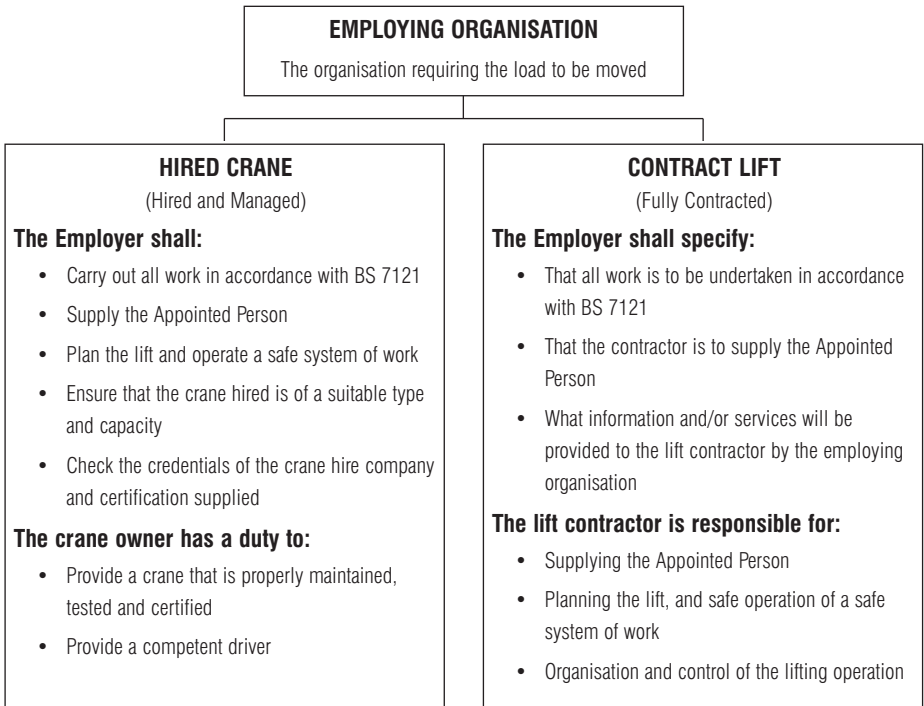 EMPLOYING ORGANISATION
The organisation requiring the load to be moved
HIRED CRANE
(Hired and Managed)
The Employer shall:
• Carry out all work in accordance with BS 7121
• Supply the Appointed Person
• Plan the lift and operate a safe system of work
• Ensure that the crane hired is of a suitable type
and capacity
• Check the credentials of the crane hire company
and certification supplied
The crane owner has a duty to:
• Provide a crane that is properly maintained,
tested and certified
• Provide a competent driver
CONTRACT LIFT
(Fully Contracted)
The Employer shall specify:
• That all work is to be undertaken in accordance
with BS 7121
• That the contractor is to supply the Appointed
Person
• What information and/or services will be
provided to the lift contractor by the employing
organisation
The lift contractor is responsible for:
• Supplying the Appointed Person
• Planning the lift, and safe operation of a safe
system of work
• Organisation and control of the lifting operation